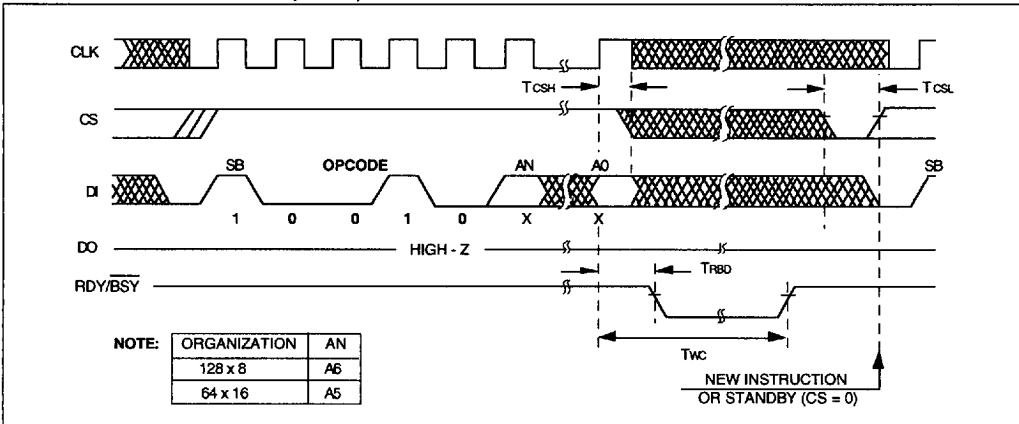 CLK
TCSH
TCSL
CS
SB OPCODE AN A0 SB
DI
1 0 0 1 0 X X
DO HIGH - Z
TRBD
RDY/BSY
TWC
NOTE: ORGANIZATION AN
128 x 8 A6
64 x 16 A5
NEW INSTRUCTION
OR STANDBY (CS = 0)